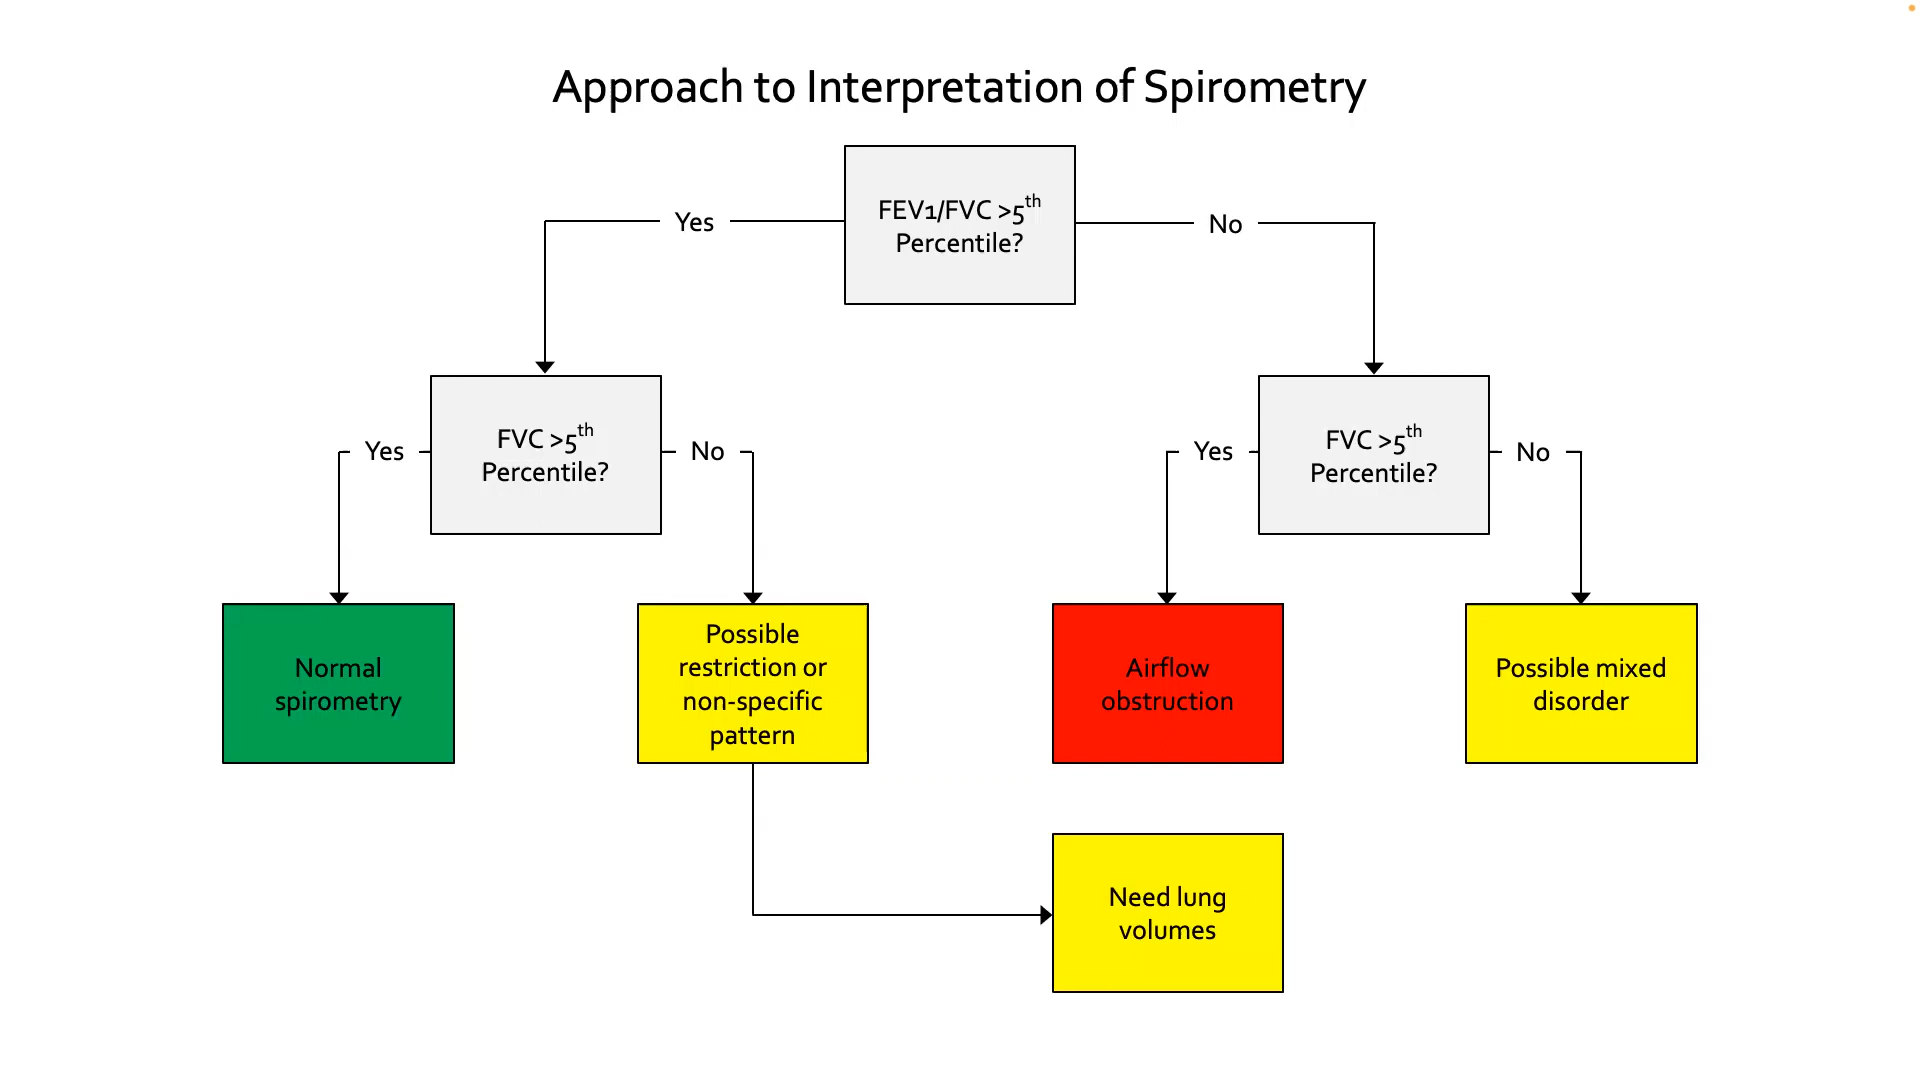 Approach to Interpretation of Spirometry
FEV1/FVC >5th
Percentile?
Yes
No
FVC >5th
Percentile?
Yes
No
FVC >5th
Percentile?
Yes
No
Normal
spirometry
Possible
restriction or
non-specific
pattern
Airflow
obstruction
Possible mixed
disorder
Need lung
volumes